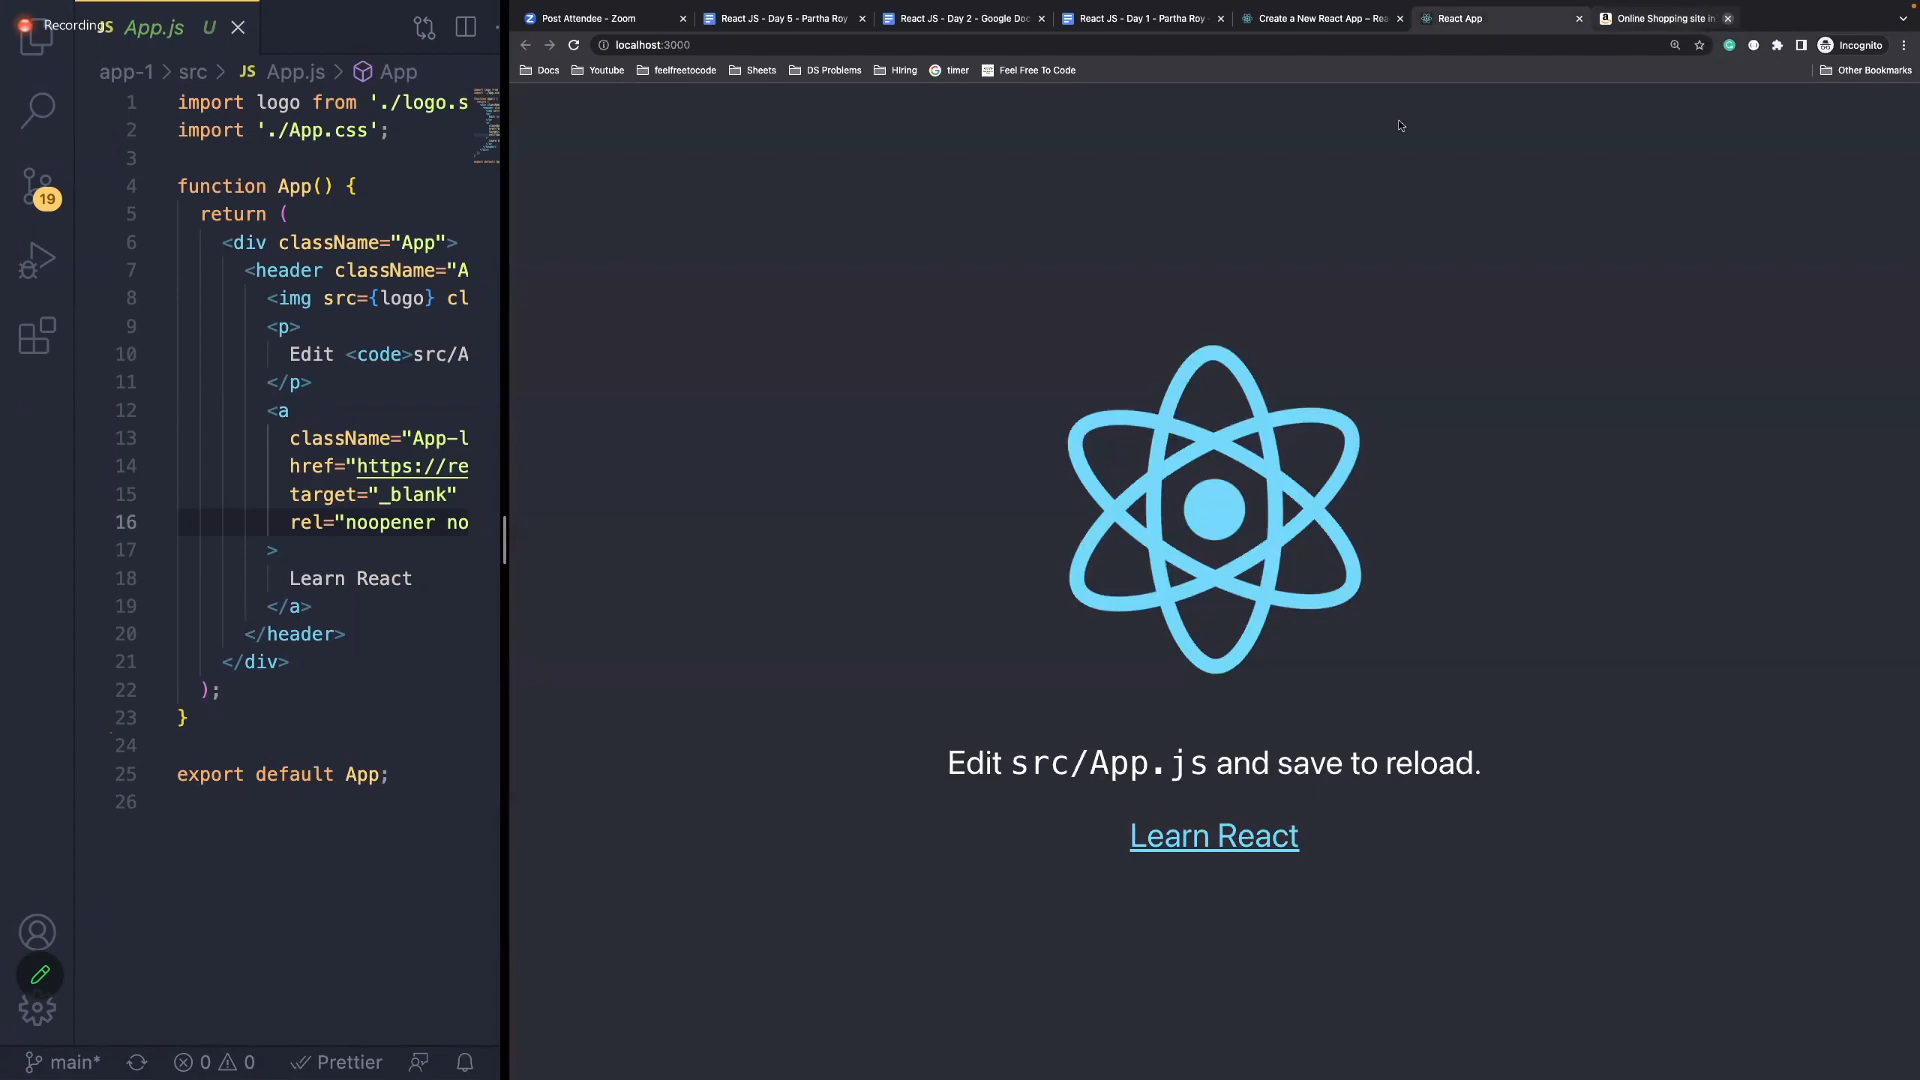 Recording
JS App.js U
app-1 > src > JS App.js > App
1 import logo from './logo.s
2 import './App.css';
3
4 function App() {
5 return (
6 <div className="App">
7 <header className="A
8 <img src={logo} cl
9 <p>
10 Edit <code>src/A
11 </p>
12 <a
13 className="App-l
14 href="https://re
15 target="_blank"
16 rel="noopener no
17 >
18 Learn React
19 </a>
20 </header>
21 </div>
22 );
23 }
24
25 export default App;
26
19
main* 0 0 Prettier
Post Attendee - Zoom
React JS - Day 5 - Partha Roy
React JS - Day 2 - Google Doc
React JS - Day 1 - Partha Roy -
Create a New React App – Rea
React App
Online Shopping site in
localhost:3000
Incognito
Docs Youtube feelfreetocode Sheets DS Problems Hiring timer Feel Free To Code Other Bookmarks
Edit src/App.js and save to reload.
Learn React